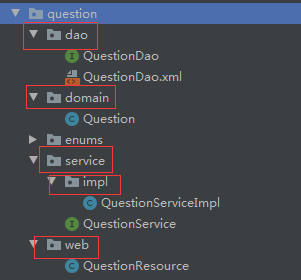 question
dao
QuestionDao
QuestionDao.xml
domain
Question
enums
service
impl
QuestionServiceImpl
QuestionService
web
QuestionResource